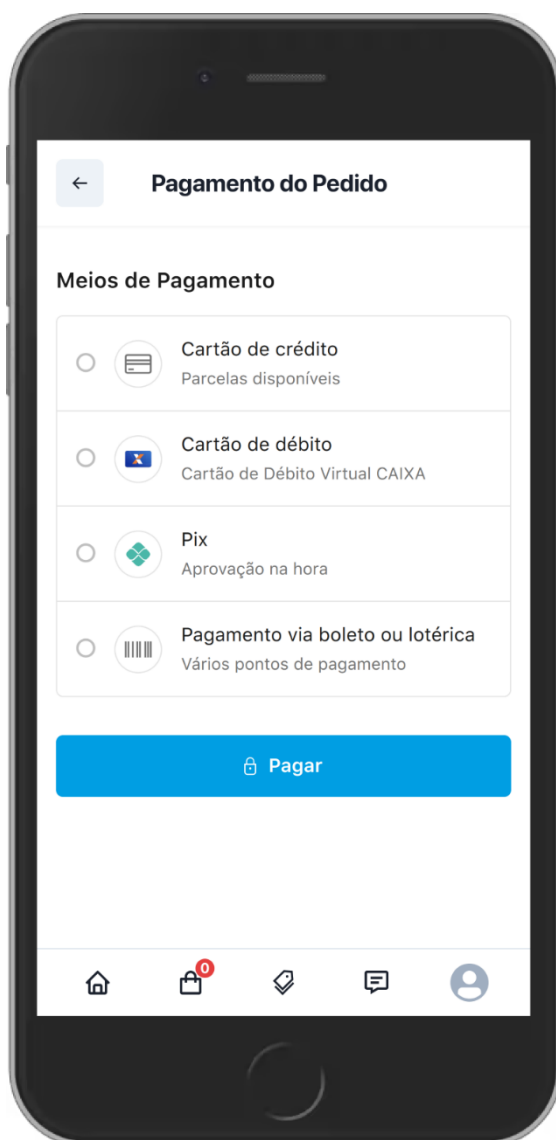 Pagamento do Pedido
Meios de Pagamento
Cartão de crédito
Parcelas disponíveis
Cartão de débito
Cartão de Débito Virtual CAIXA
Pix
Aprovação na hora
Pagamento via boleto ou lotérica
Vários pontos de pagamento
Pagar
0